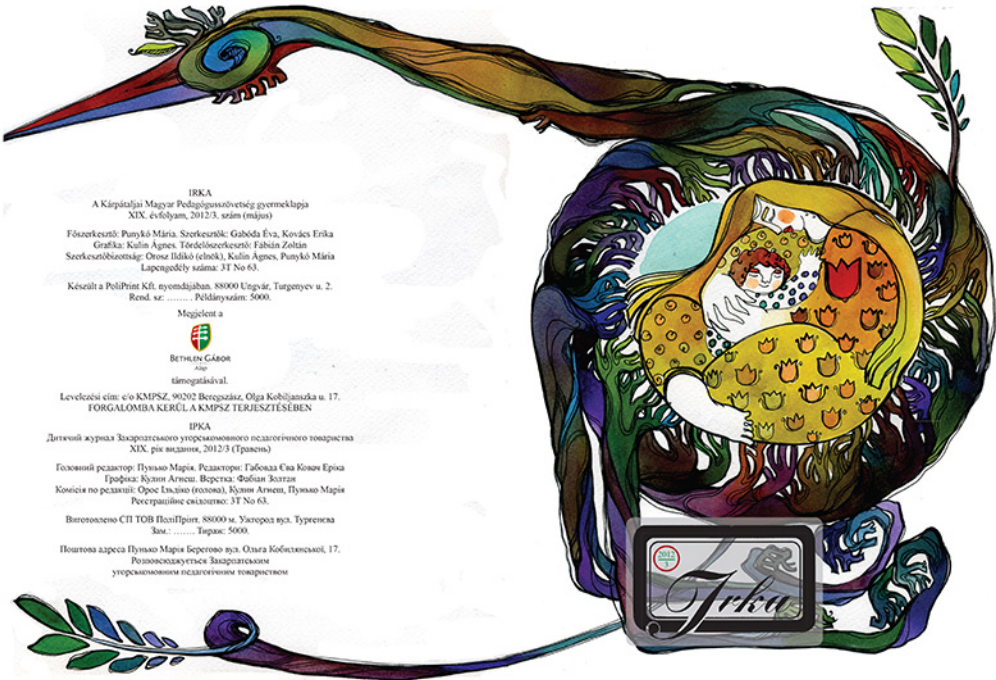 IRKA
A Kárpátaljai Magyar Pedagógusszövetség gyermeklapja
XIX. évfolyam, 2012/3. szám (május)
Főszerkesztő: Punykó Mária. Szerkesztők: Gabóda Éva, Kovács Erika
Grafika: Kulin Ágnes. Tördelőszerkesztő: Fábián Zoltán
Szerkesztőbizottság: Orosz Ildikó (elnök), Kulin Ágnes, Punykó Mária
Lapengedély száma: 3T No 63.
Készült a PoliPrint Kft. nyomdájában. 88000 Ungvár, Turgenyev u. 2.
Rend. sz: ........ . Példányszám: 5000.
Megjelent a
BETHLEN GÁBOR
Alap
támogatásával.
Levelezési cím: c/o KMPSZ, 90202 Beregszász, Olga Kobiljanszka u. 17.
FORGALOMBA KERÜL A KMPSZ TERJESZTÉSÉBEN
ІРКА
Дитячий журнал Закарпатського угорськомовного педагогічного товариства
XIX. рік видання, 2012/3 (Травень)
Головний редактор: Пунько Марія. Редактори: Габовда Єва Ковач Еріка
Графіка: Кулин Агнеш. Верстка: Фабіан Золтан
Комісія по редакції: Орос Ільдіко (голова), Кулин Агнеш, Пунько Марія
Реєстраційне свідоцтво: 3Т No 63.
Виготовлено СП ТОВ ПоліПрінт, 88000 м. Ужгород вул. Тургенєва
Зам.: ....... Тираж: 5000.
Поштова адреса Пунько Марія Берегово вул. Ольга Кобилянської, 17.
Розповсюджується Закарпатським
угорськомовним педагогічним товариством
2012
3
Irka